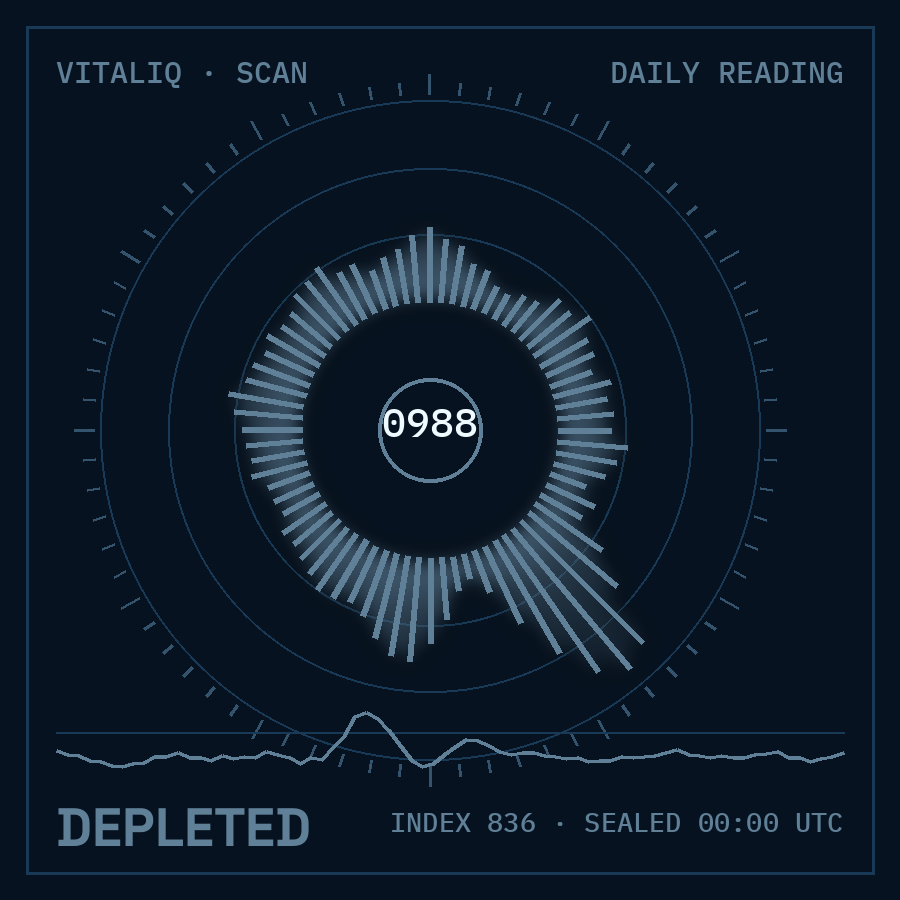 VITALIQ · SCAN
DAILY READING
0988
DEPLETED
INDEX 836 · SEALED 00:00 UTC